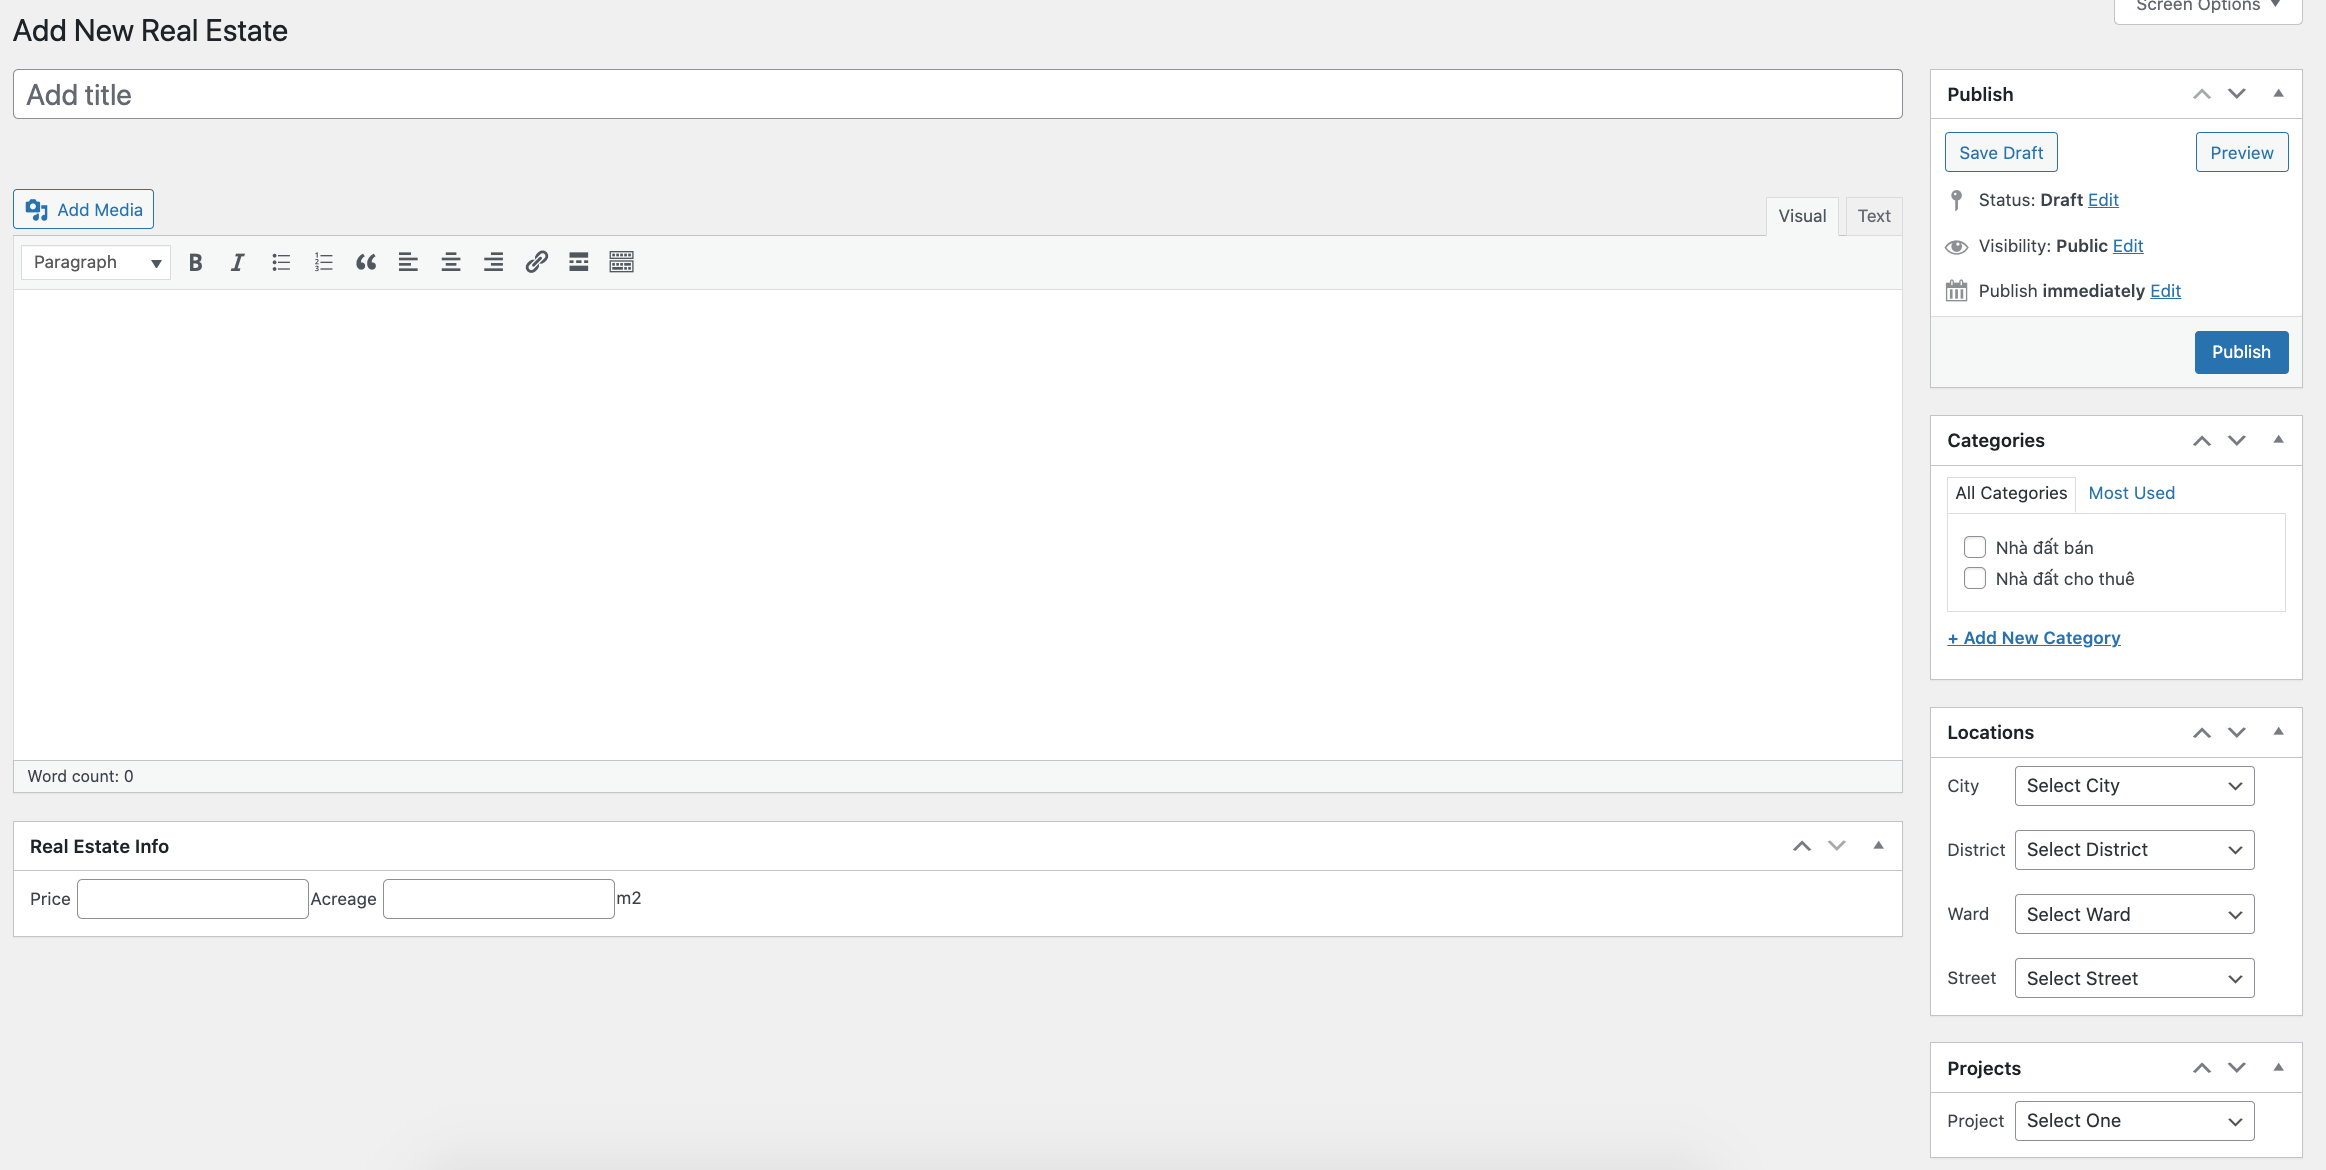 Screen Options
Add New Real Estate
Add title
Add Media
Visual
Text
Paragraph
Word count: 0
Real Estate Info
Price
Acreage
m2
Publish
Save Draft
Preview
Status: Draft Edit
Visibility: Public Edit
Publish immediately Edit
Publish
Categories
All Categories
Most Used
Nhà đất bán
Nhà đất cho thuê
+ Add New Category
Locations
City
Select City
District
Select District
Ward
Select Ward
Street
Select Street
Projects
Project
Select One